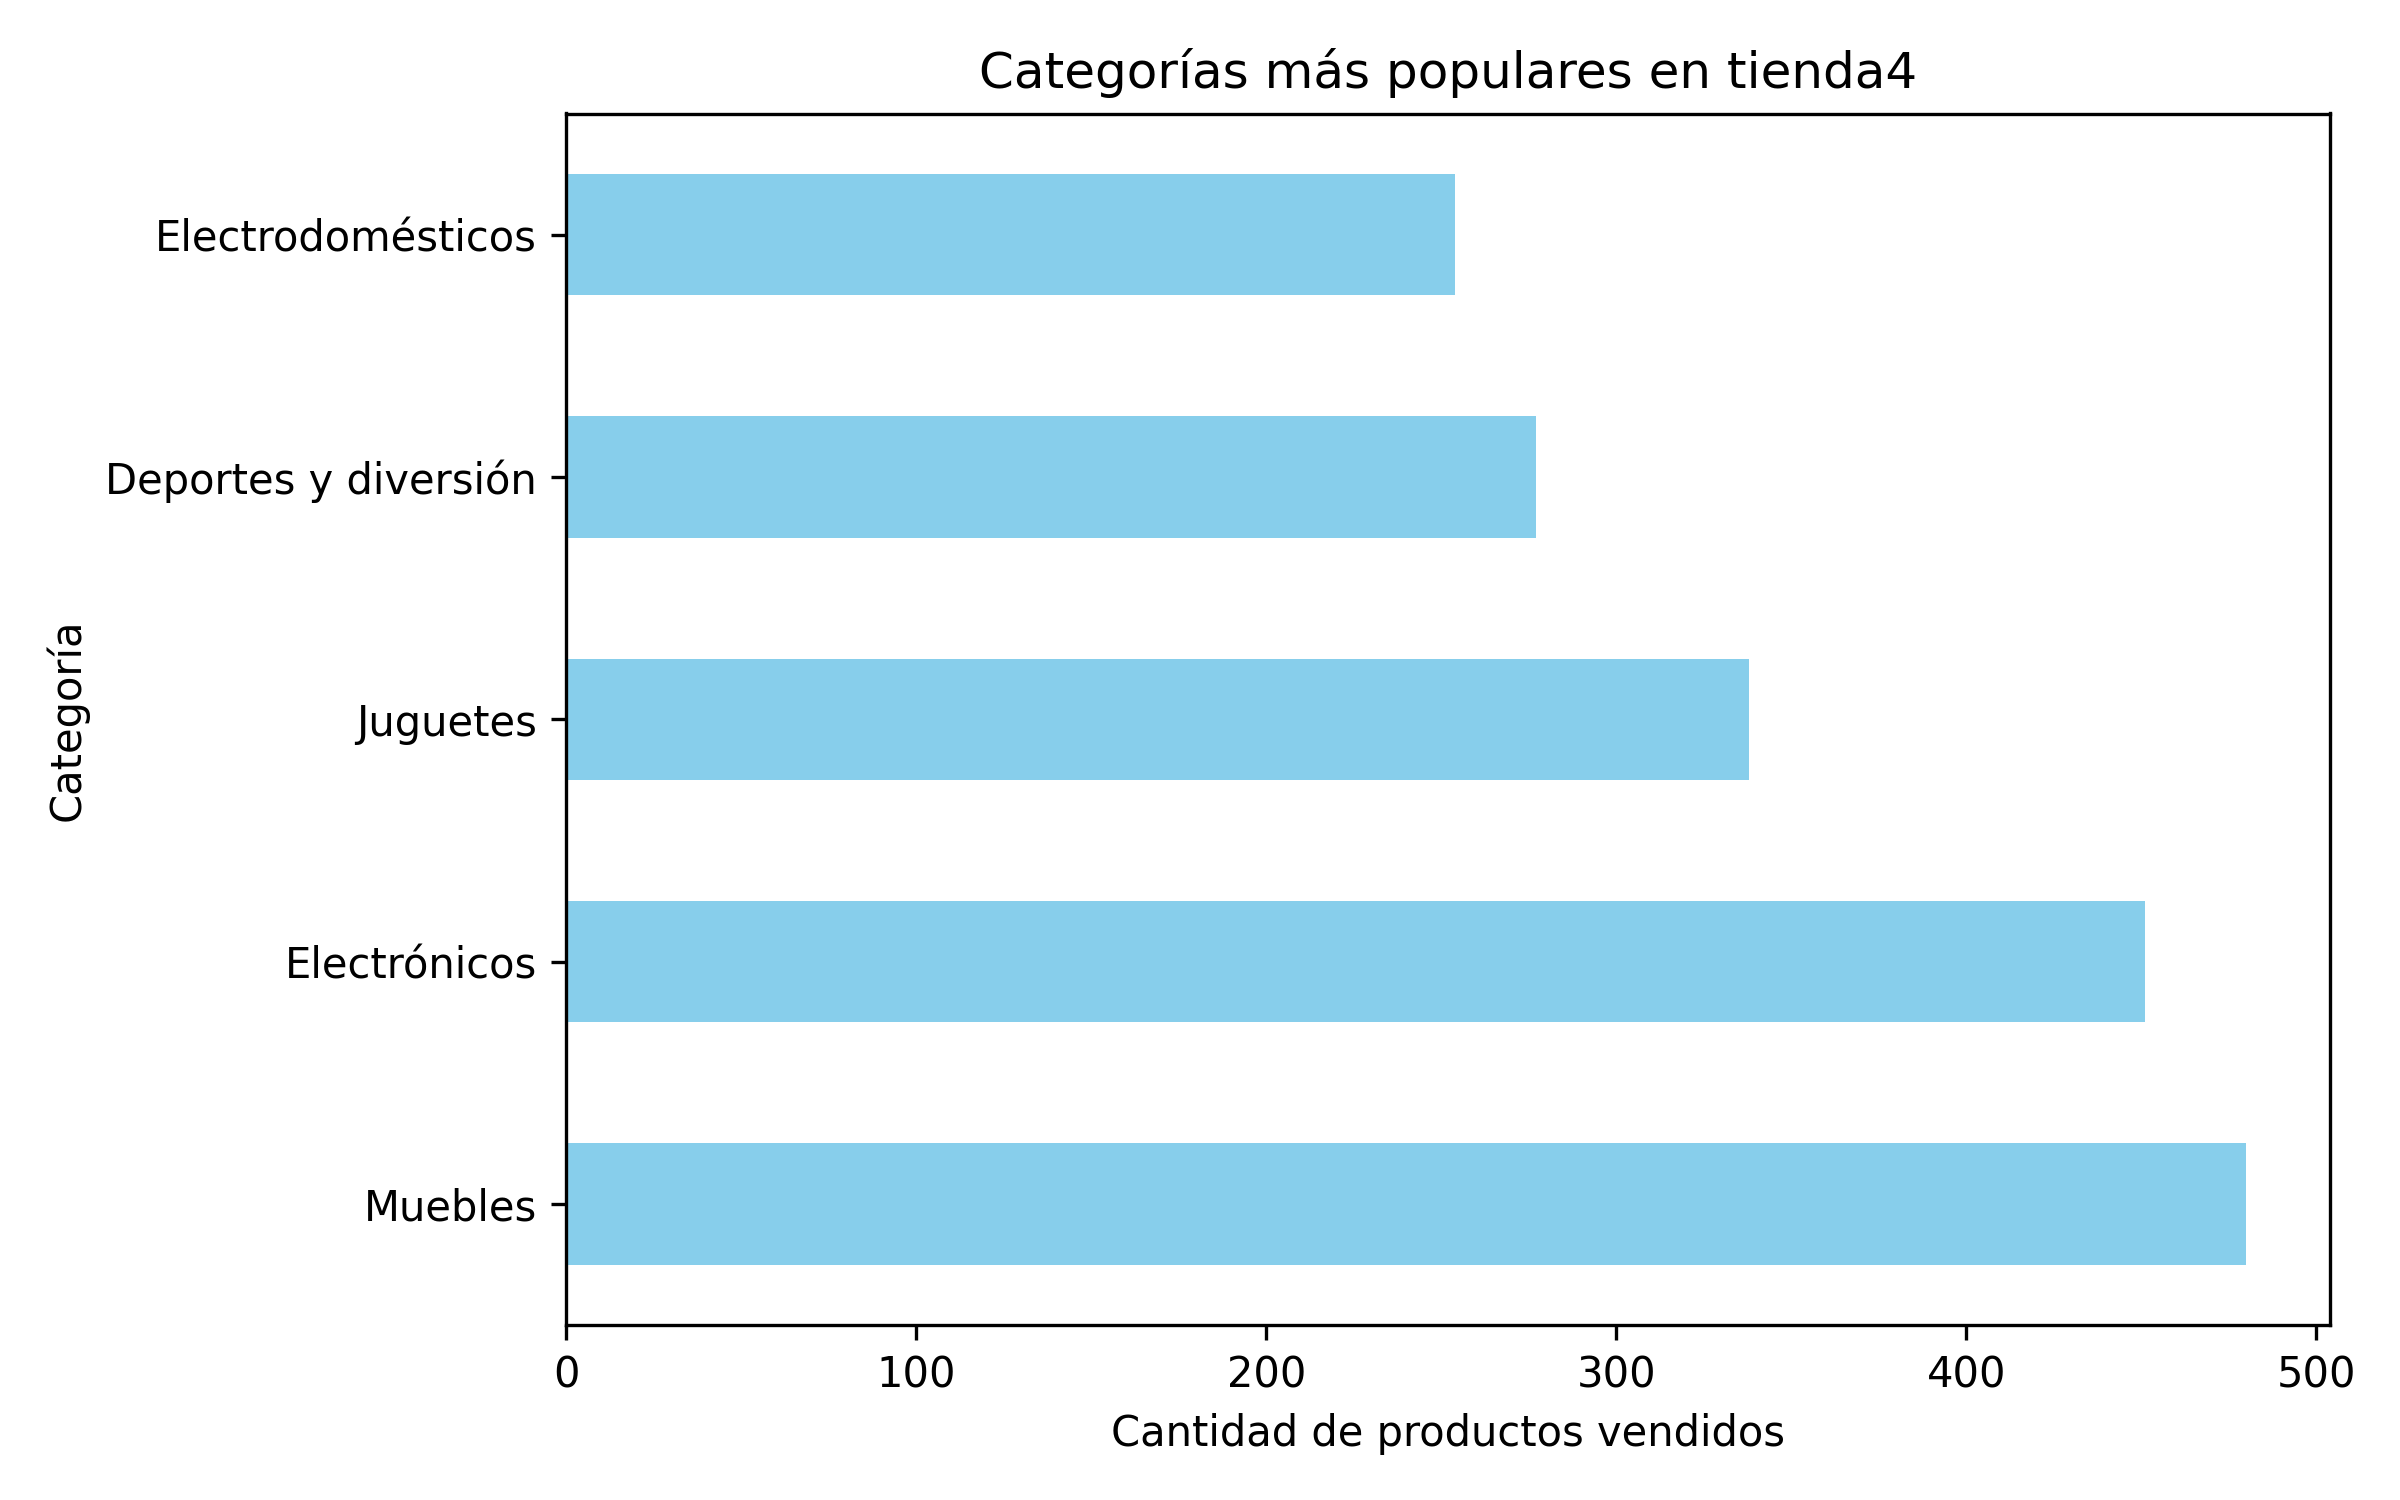 Categorías más populares en tienda4
Electrodomésticos
Deportes y diversión
Juguetes
Electrónicos
Muebles
Categoría
0 100 200 300 400 500
Cantidad de productos vendidos